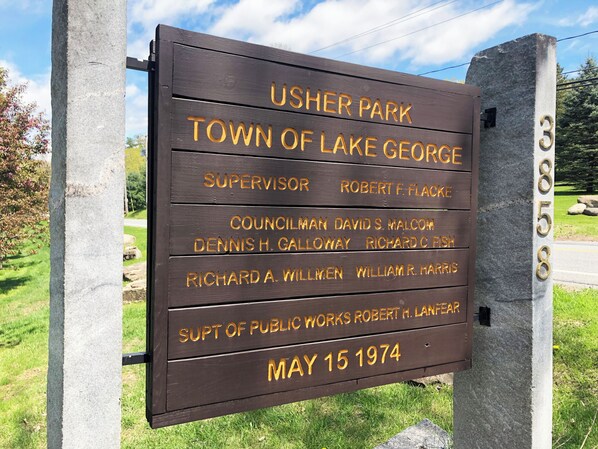 USHER PARK
TOWN OF LAKE GEORGE
SUPERVISOR ROBERT F. FLACKE
COUNCILMAN DAVID S. MALCOM
DENNIS H. GALLOWAY RICHARD C. FISH
RICHARD A. WILLKEN WILLIAM R. HARRIS
SUPT OF PUBLIC WORKS ROBERT H. LANFEAR
MAY 15 1974
3858